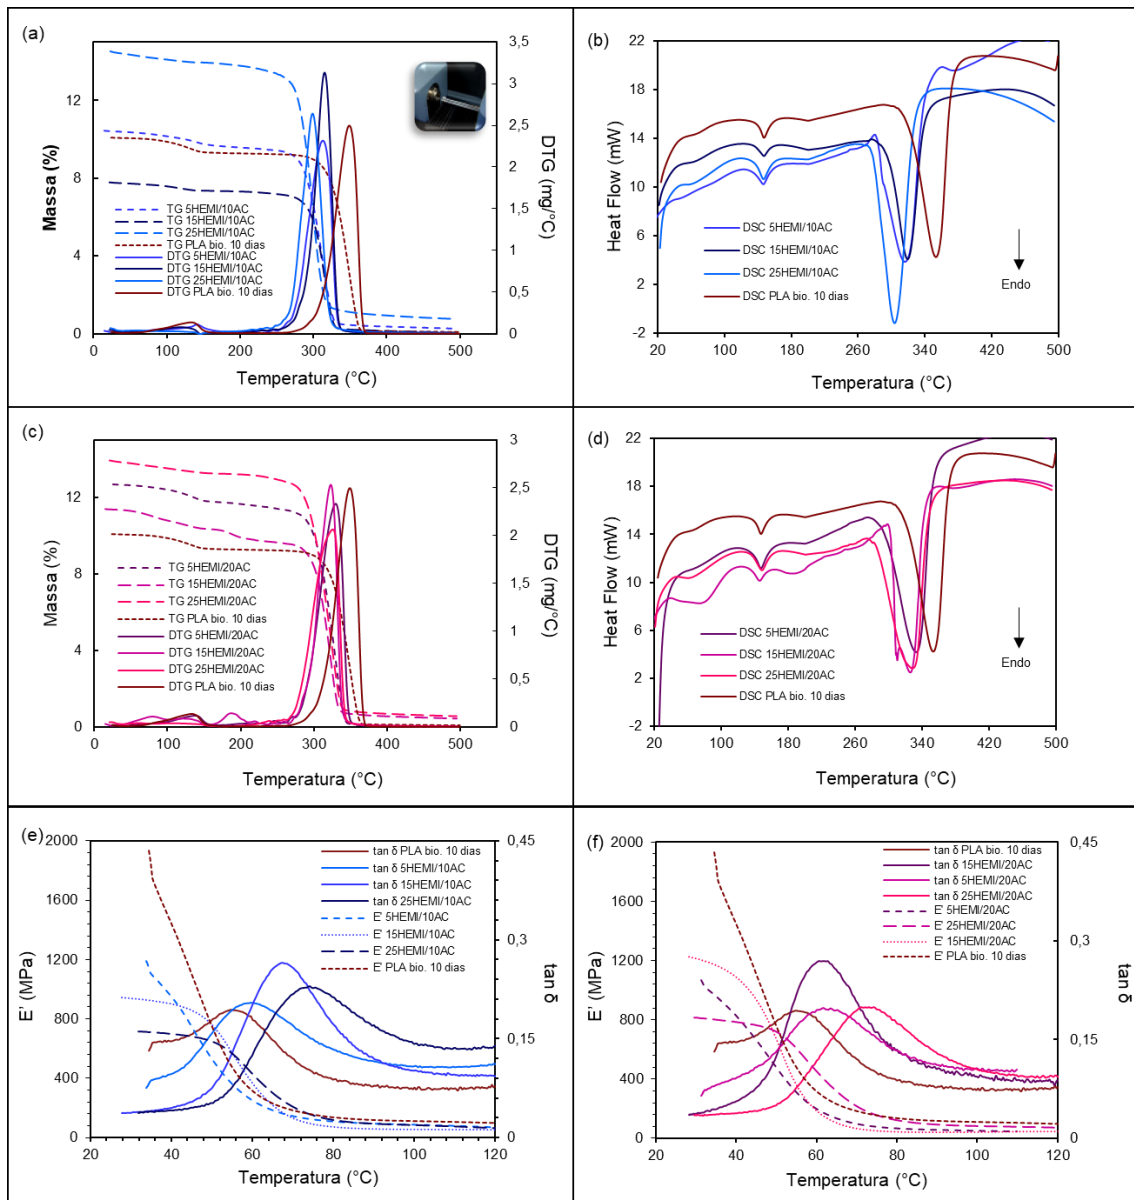 (a)
Massa (%)
12
8
4
0
3,5
3
2,5
2
1,5
1
0,5
0
DTG (mg/°C)
TG 5HEMI/10AC
TG 15HEMI/10AC
TG 25HEMI/10AC
TG PLA bio. 10 dias
DTG 5HEMI/10AC
DTG 15HEMI/10AC
DTG 25HEMI/10AC
DTG PLA bio. 10 dias
0 100 200 300 400 500
Temperatura (°C)
(b)
Heat Flow (mW)
22
18
14
10
6
2
-2
DSC 5HEMI/10AC
DSC 15HEMI/10AC
DSC 25HEMI/10AC
DSC PLA bio. 10 dias
Endo
20 100 180 260 340 420 500
Temperatura (°C)
(c)
Massa (%)
12
8
4
0
3
2,5
2
1,5
1
0,5
0
DTG (mg/°C)
TG 5HEMI/20AC
TG 15HEMI/20AC
TG 25HEMI/20AC
TG PLA bio. 10 dias
DTG 5HEMI/20AC
DTG 15HEMI/20AC
DTG 25HEMI/20AC
DTG PLA bio. 10 dias
0 100 200 300 400 500
Temperatura (°C)
(d)
Heat Flow (mW)
22
18
14
10
6
2
-2
DSC 5HEMI/20AC
DSC 15HEMI/20AC
DSC 25HEMI/20AC
DSC PLA bio. 10 dias
Endo
20 100 180 260 340 420 500
Temperatura (°C)
(e)
E' (MPa)
2000
1600
1200
800
400
0
0,45
0,3
0,15
0
tan δ
tan δ PLA bio. 10 dias
tan δ 5HEMI/10AC
tan δ 15HEMI/10AC
tan δ 25HEMI/10AC
E' 5HEMI/10AC
E' 15HEMI/10AC
E' 25HEMI/10AC
E' PLA bio. 10 dias
20 40 60 80 100 120
Temperatura (°C)
(f)
E' (MPa)
2000
1600
1200
800
400
0
0,45
0,3
0,15
0
tan δ
tan δ PLA bio. 10 dias
tan δ 15HEMI/20AC
tan δ 5HEMI/20AC
tan δ 25HEMI/20AC
E' 5HEMI/20AC
E' 25HEMI/20AC
E' 15HEMI/20AC
E' PLA bio. 10 dias
20 40 60 80 100 120
Temperatura (°C)